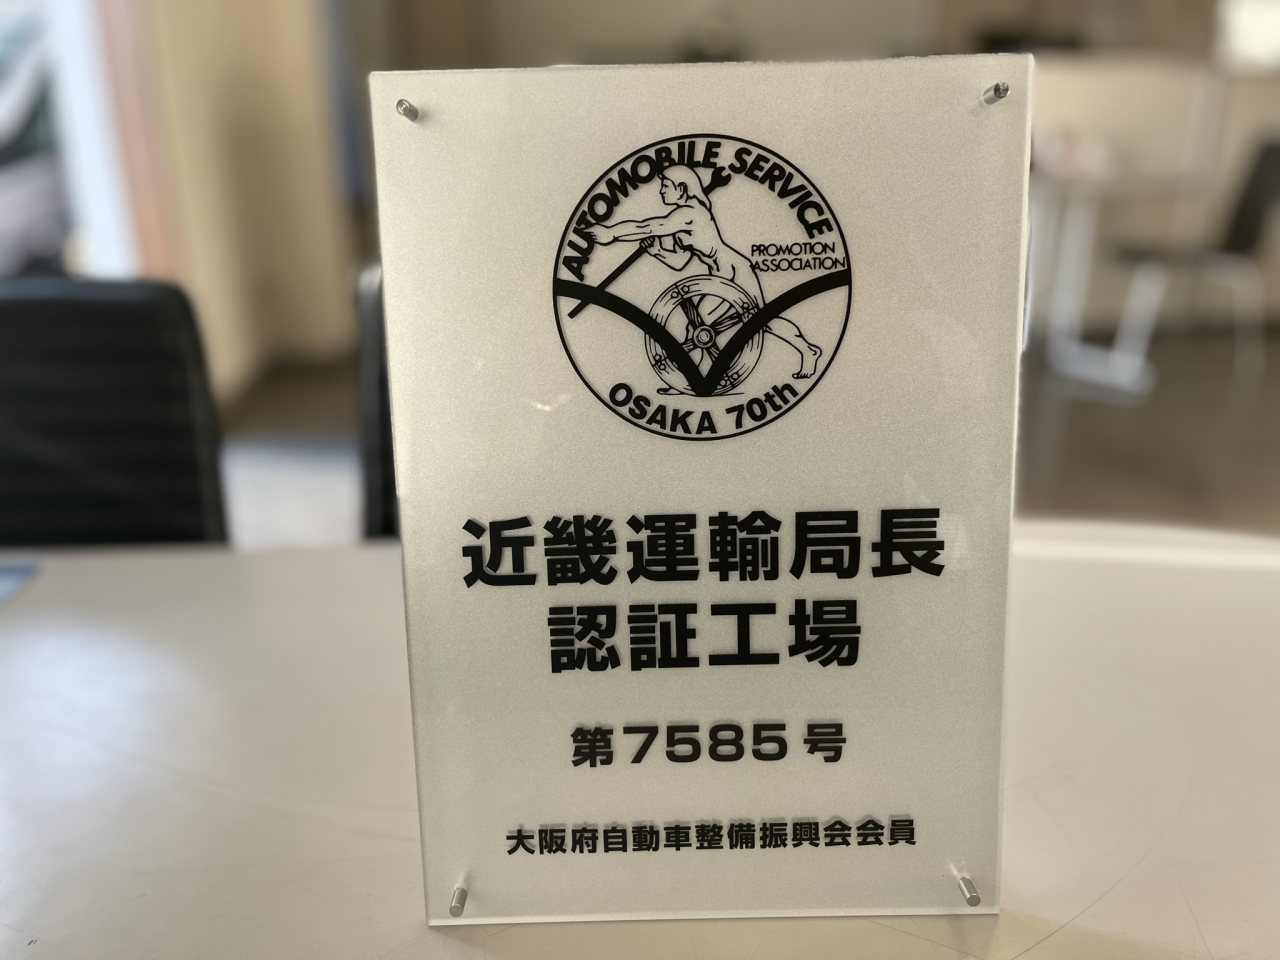 AUTOMOBILE SERVICE
PROMOTION
ASSOCIATION
OSAKA 70th
近畿運輸局長
認証工場
第7585号
大阪府自動車整備振興会会員